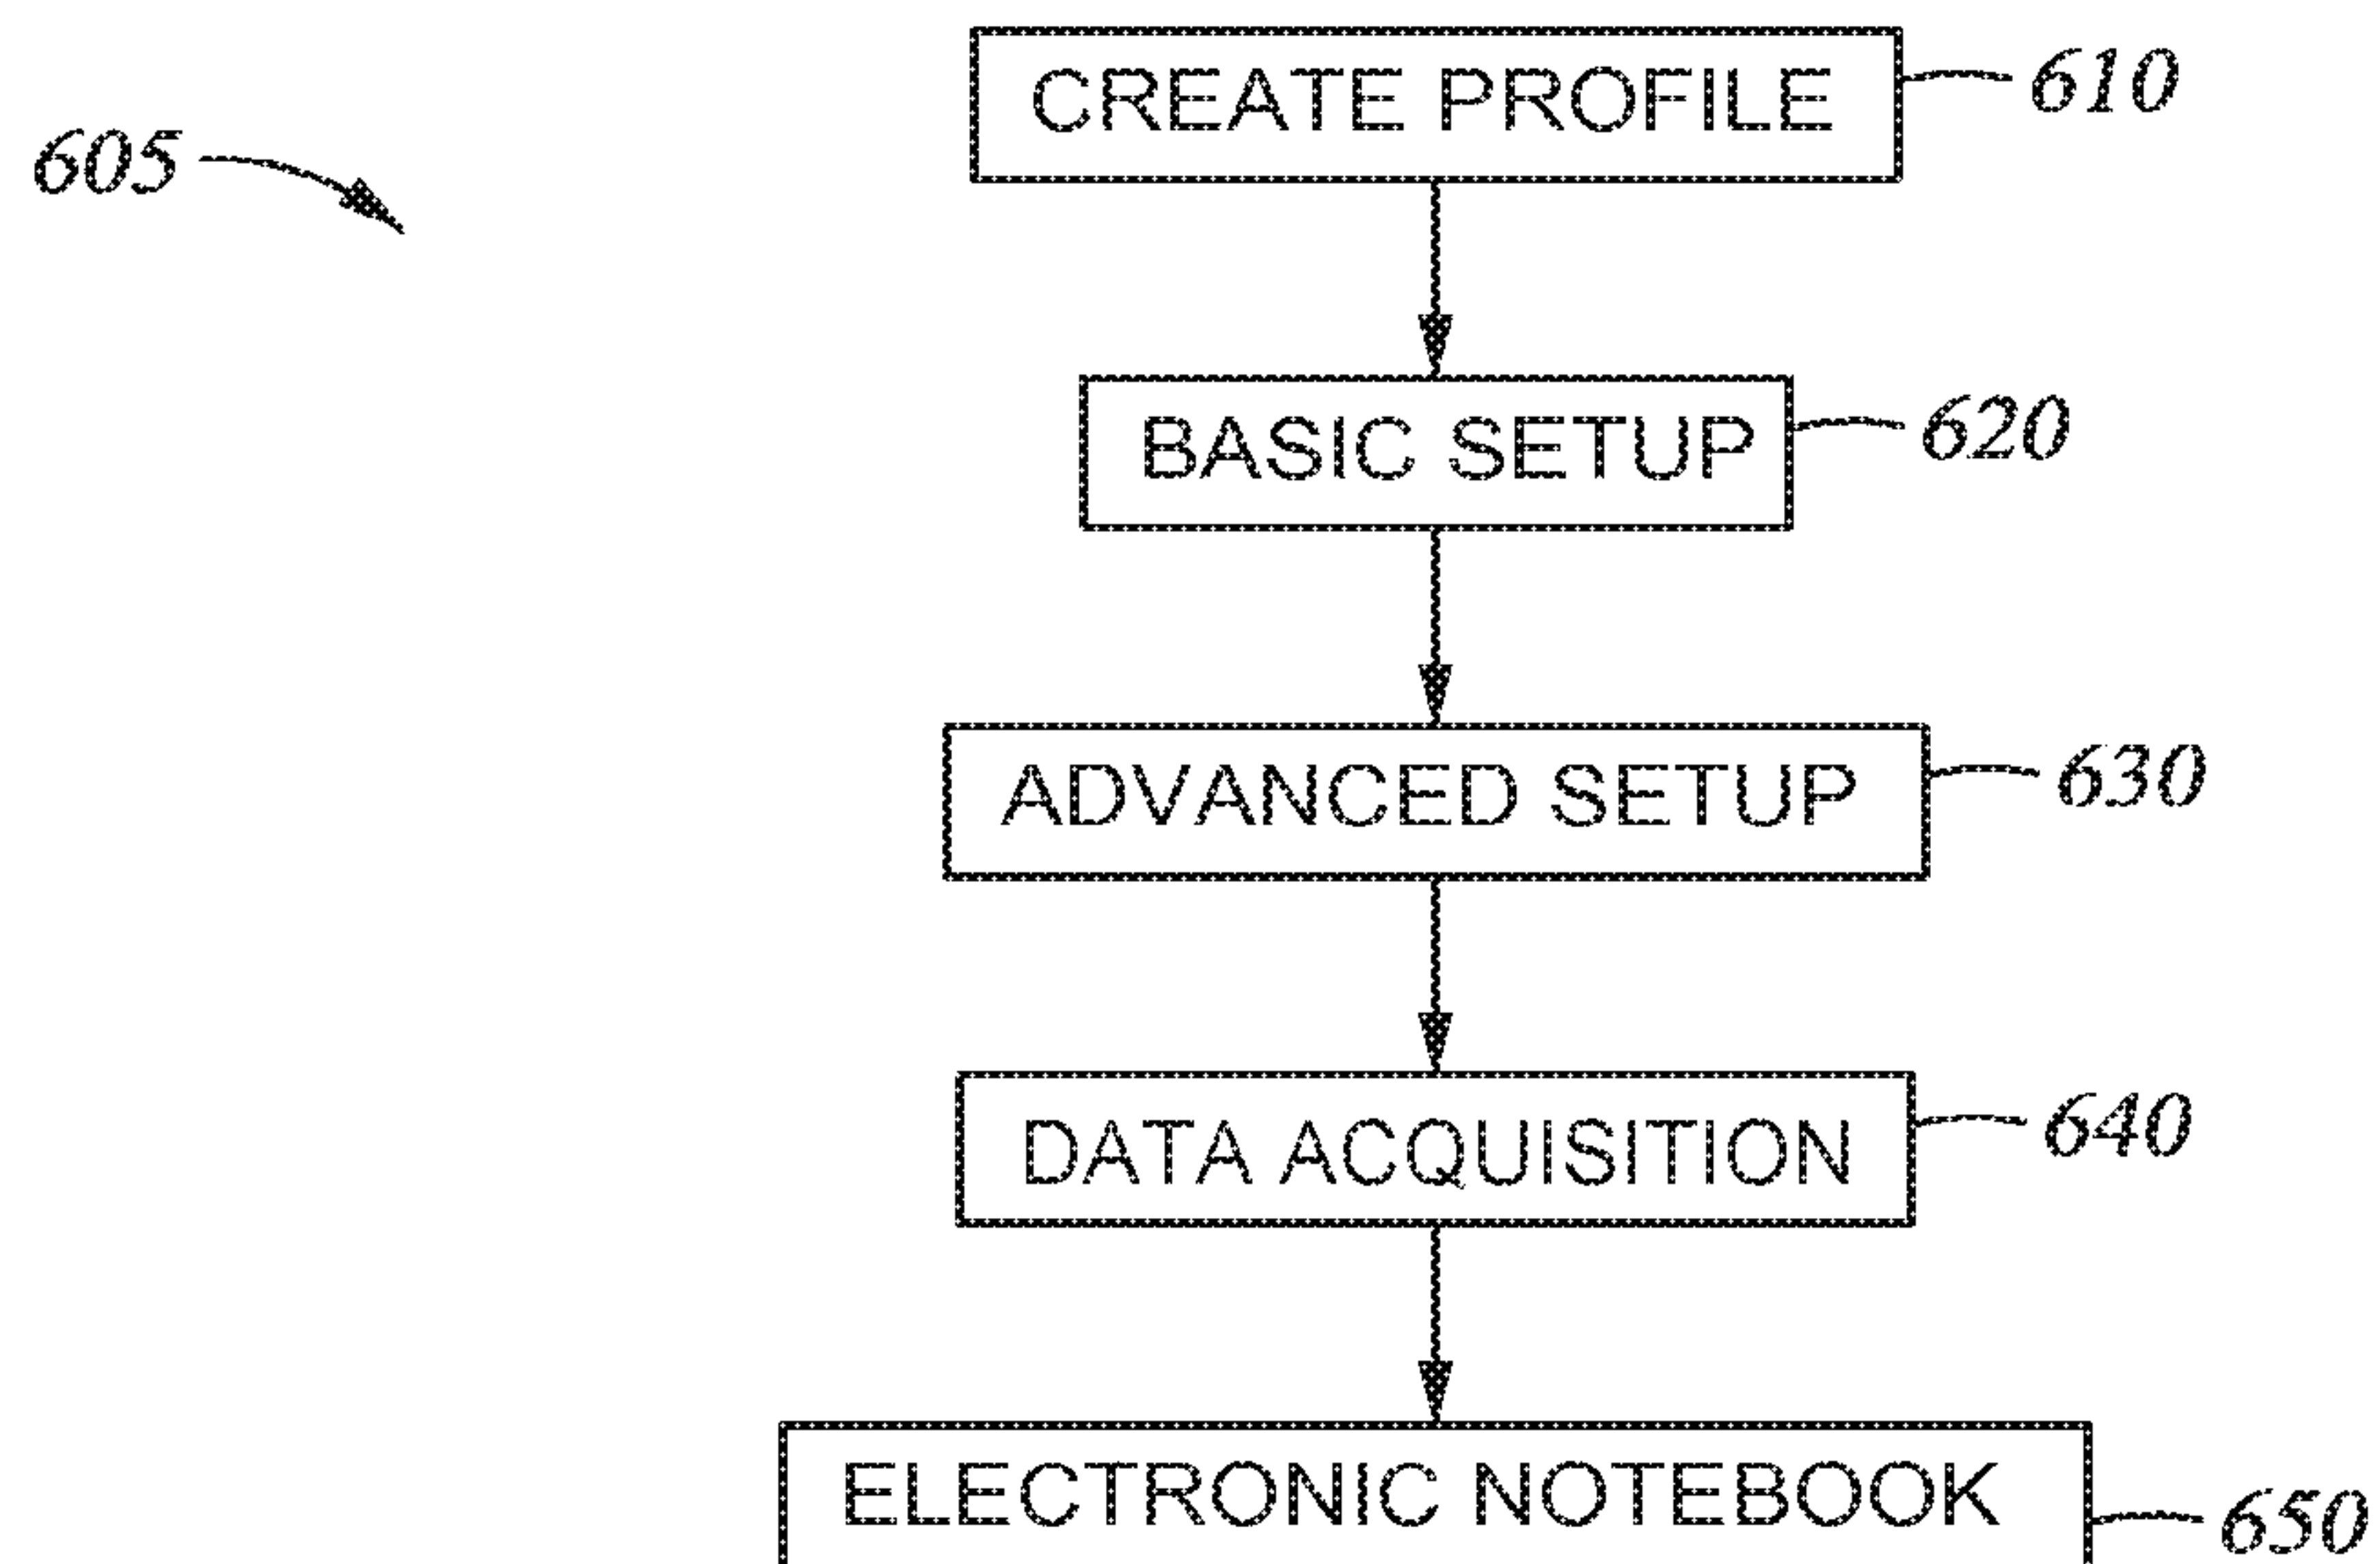 CREATE PROFILE 610
605
BASIC SETUP 620
ADVANCED SETUP 630
DATA ACQUISITION 640
ELECTRONIC NOTEBOOK 650